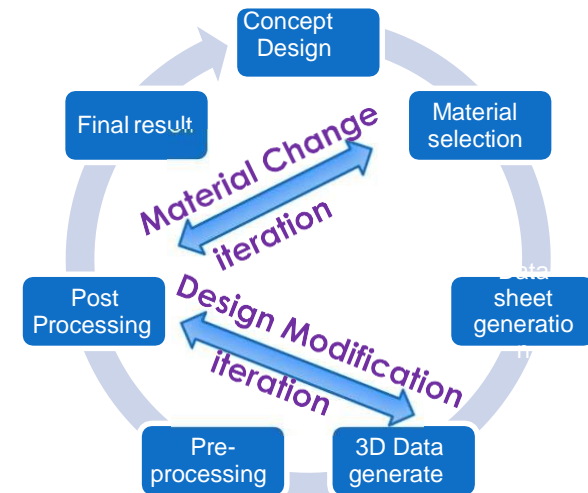 Concept
Design
Material
selection
Data
sheet
generatio
n
3D Data
generate
Pre-
processing
Post
Processing
Final result
Material Change
iteration
Design Modification
iteration